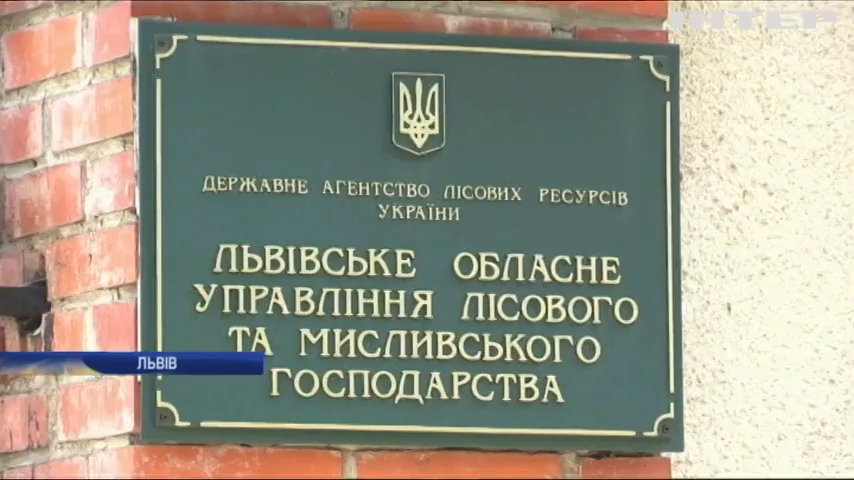 ІНТЕР
ДЕРЖАВНЕ АГЕНТСТВО ЛІСОВИХ РЕСУРСІВ
УКРАЇНИ
ЛЬВІВСЬКЕ ОБЛАСНЕ
УПРАВЛІННЯ ЛІСОВОГО
ТА МИСЛИВСЬКОГО
ГОСПОДАРСТВА
ЛЬВІВ